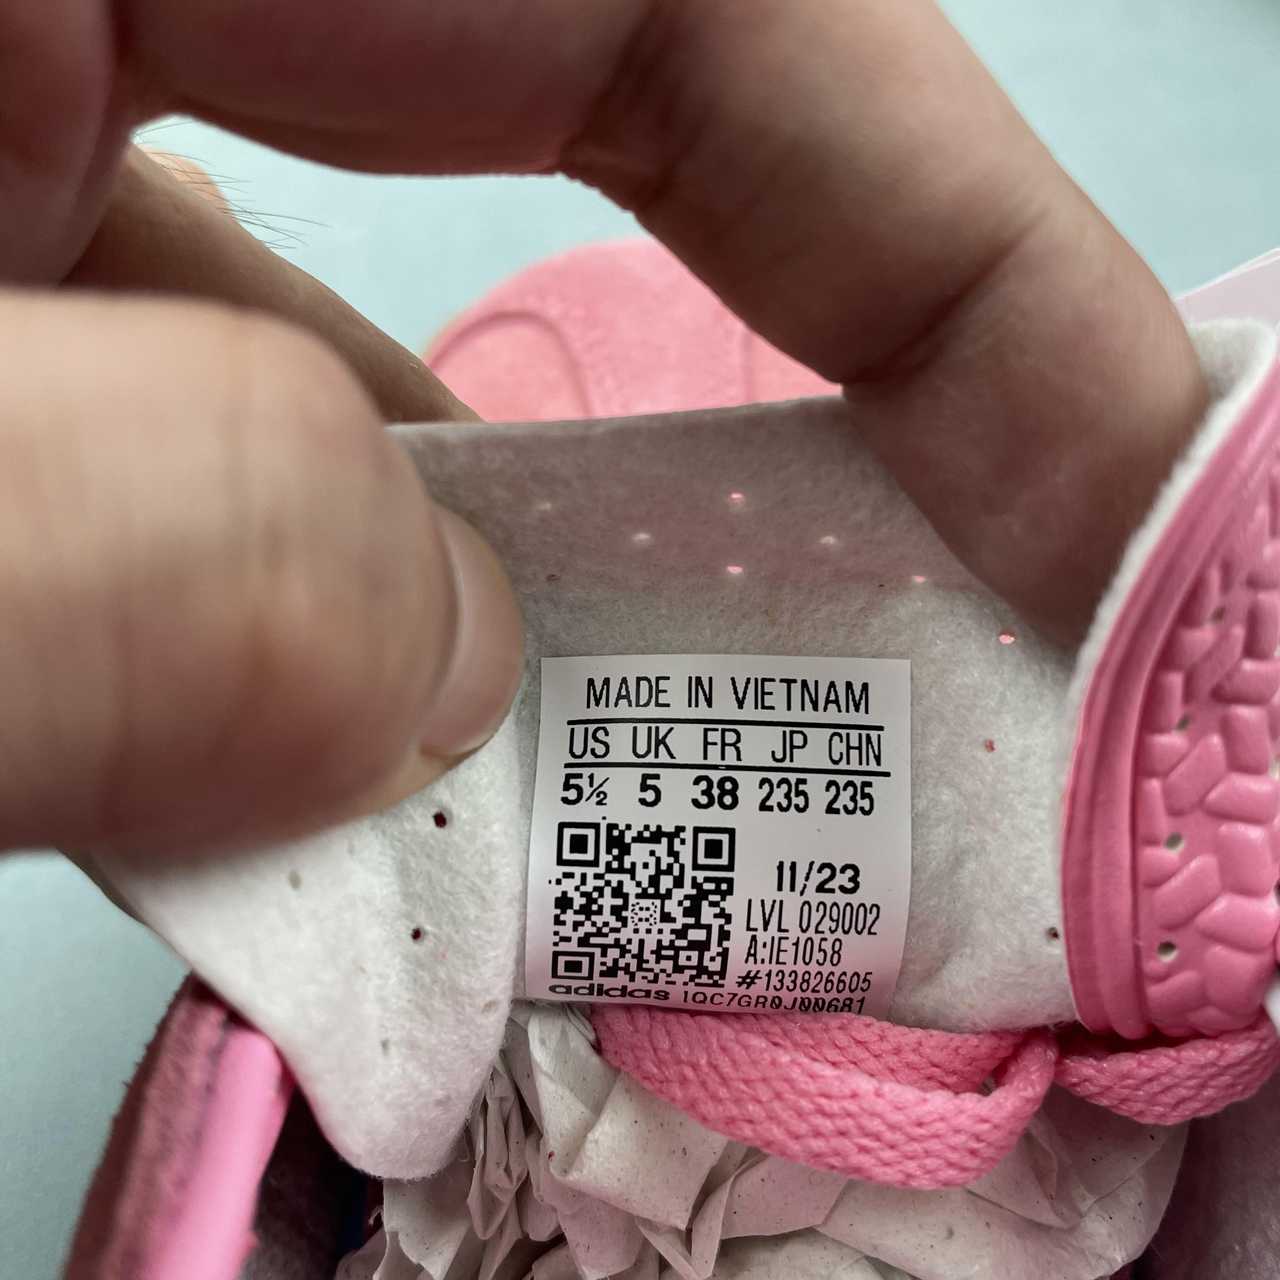 MADE IN VIETNAM
US UK FR JP CHN
5½ 5 38 235 235
11/23
LVL 029002
A:IE1058
#133826605
adidas 1QC7GR0J00681